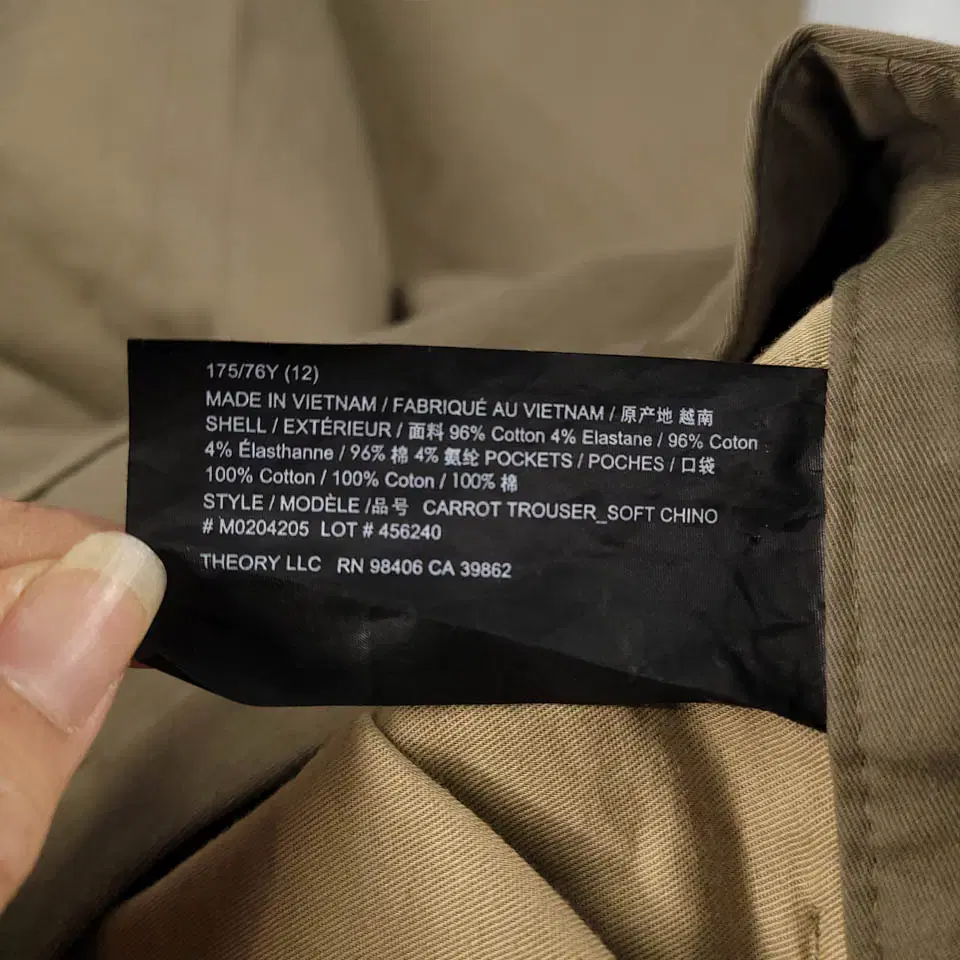 175/76Y (12)
MADE IN VIETNAM / FABRIQUÉ AU VIETNAM / 原产地 越南
SHELL / EXTÉRIEUR / 面料 96% Cotton 4% Elastane / 96% Coton
4% Élasthanne / 96% 棉 4% 氨纶 POCKETS / POCHES / 口袋
100% Cotton / 100% Coton / 100% 棉
STYLE / MODÈLE /品号 CARROT TROUSER_SOFT CHINO
# M0204205 LOT # 456240
THEORY LLC RN 98406 CA 39862